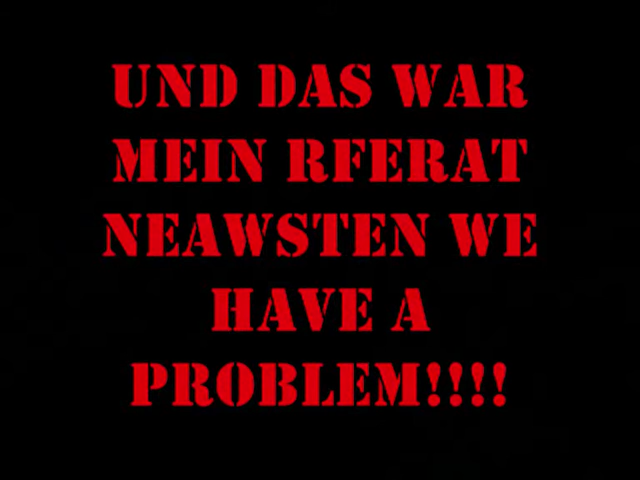 UND DAS WAR
MEIN RFERAT
NEAWSTEN WE
HAVE A
PROBLEM!!!!